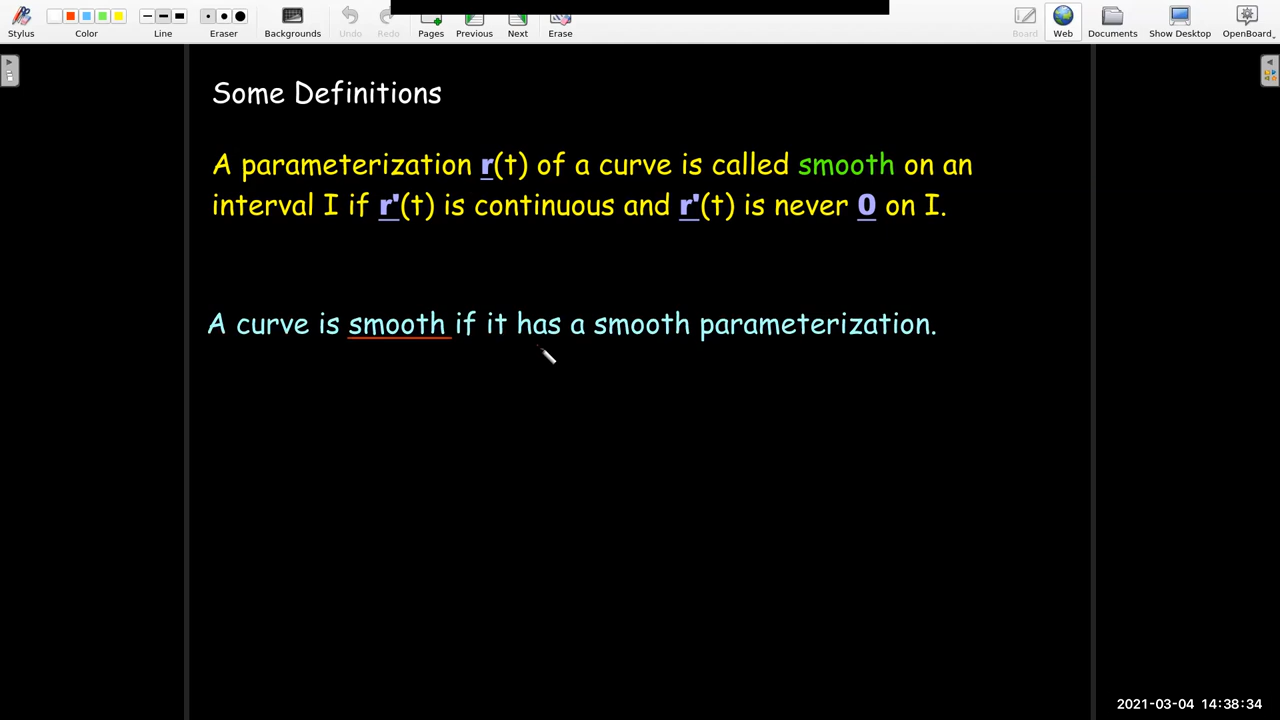 Stylus Color Line Eraser Backgrounds Undo Redo Pages Previous Next Erase Board Web Documents Show Desktop OpenBoard
Some Definitions
A parameterization r(t) of a curve is called smooth on an
interval I if r'(t) is continuous and r'(t) is never 0 on I.
A curve is smooth if it has a smooth parameterization.
2021-03-04 14:38:34